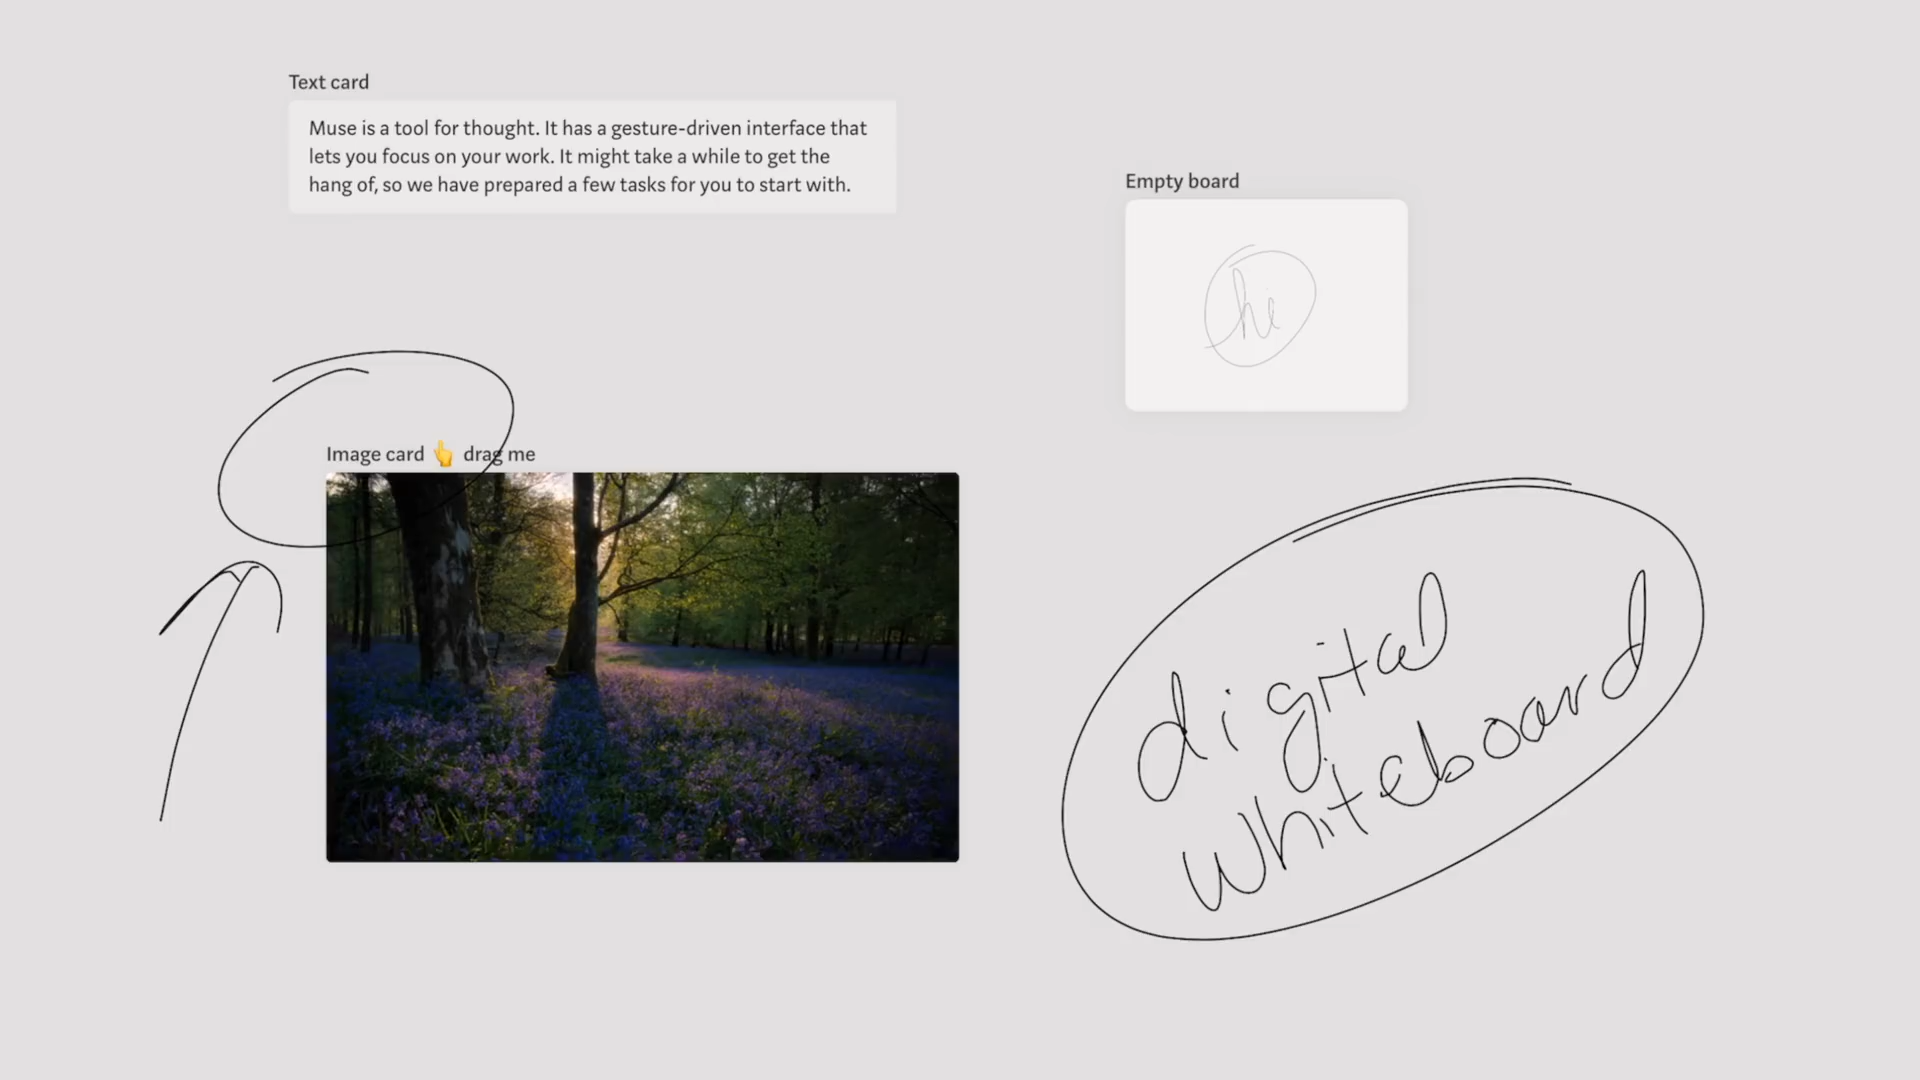 Text card
Muse is a tool for thought. It has a gesture-driven interface that
lets you focus on your work. It might take a while to get the
hang of, so we have prepared a few tasks for you to start with.
Empty board
hi
Image card 👆 drag me
digital
whiteboard